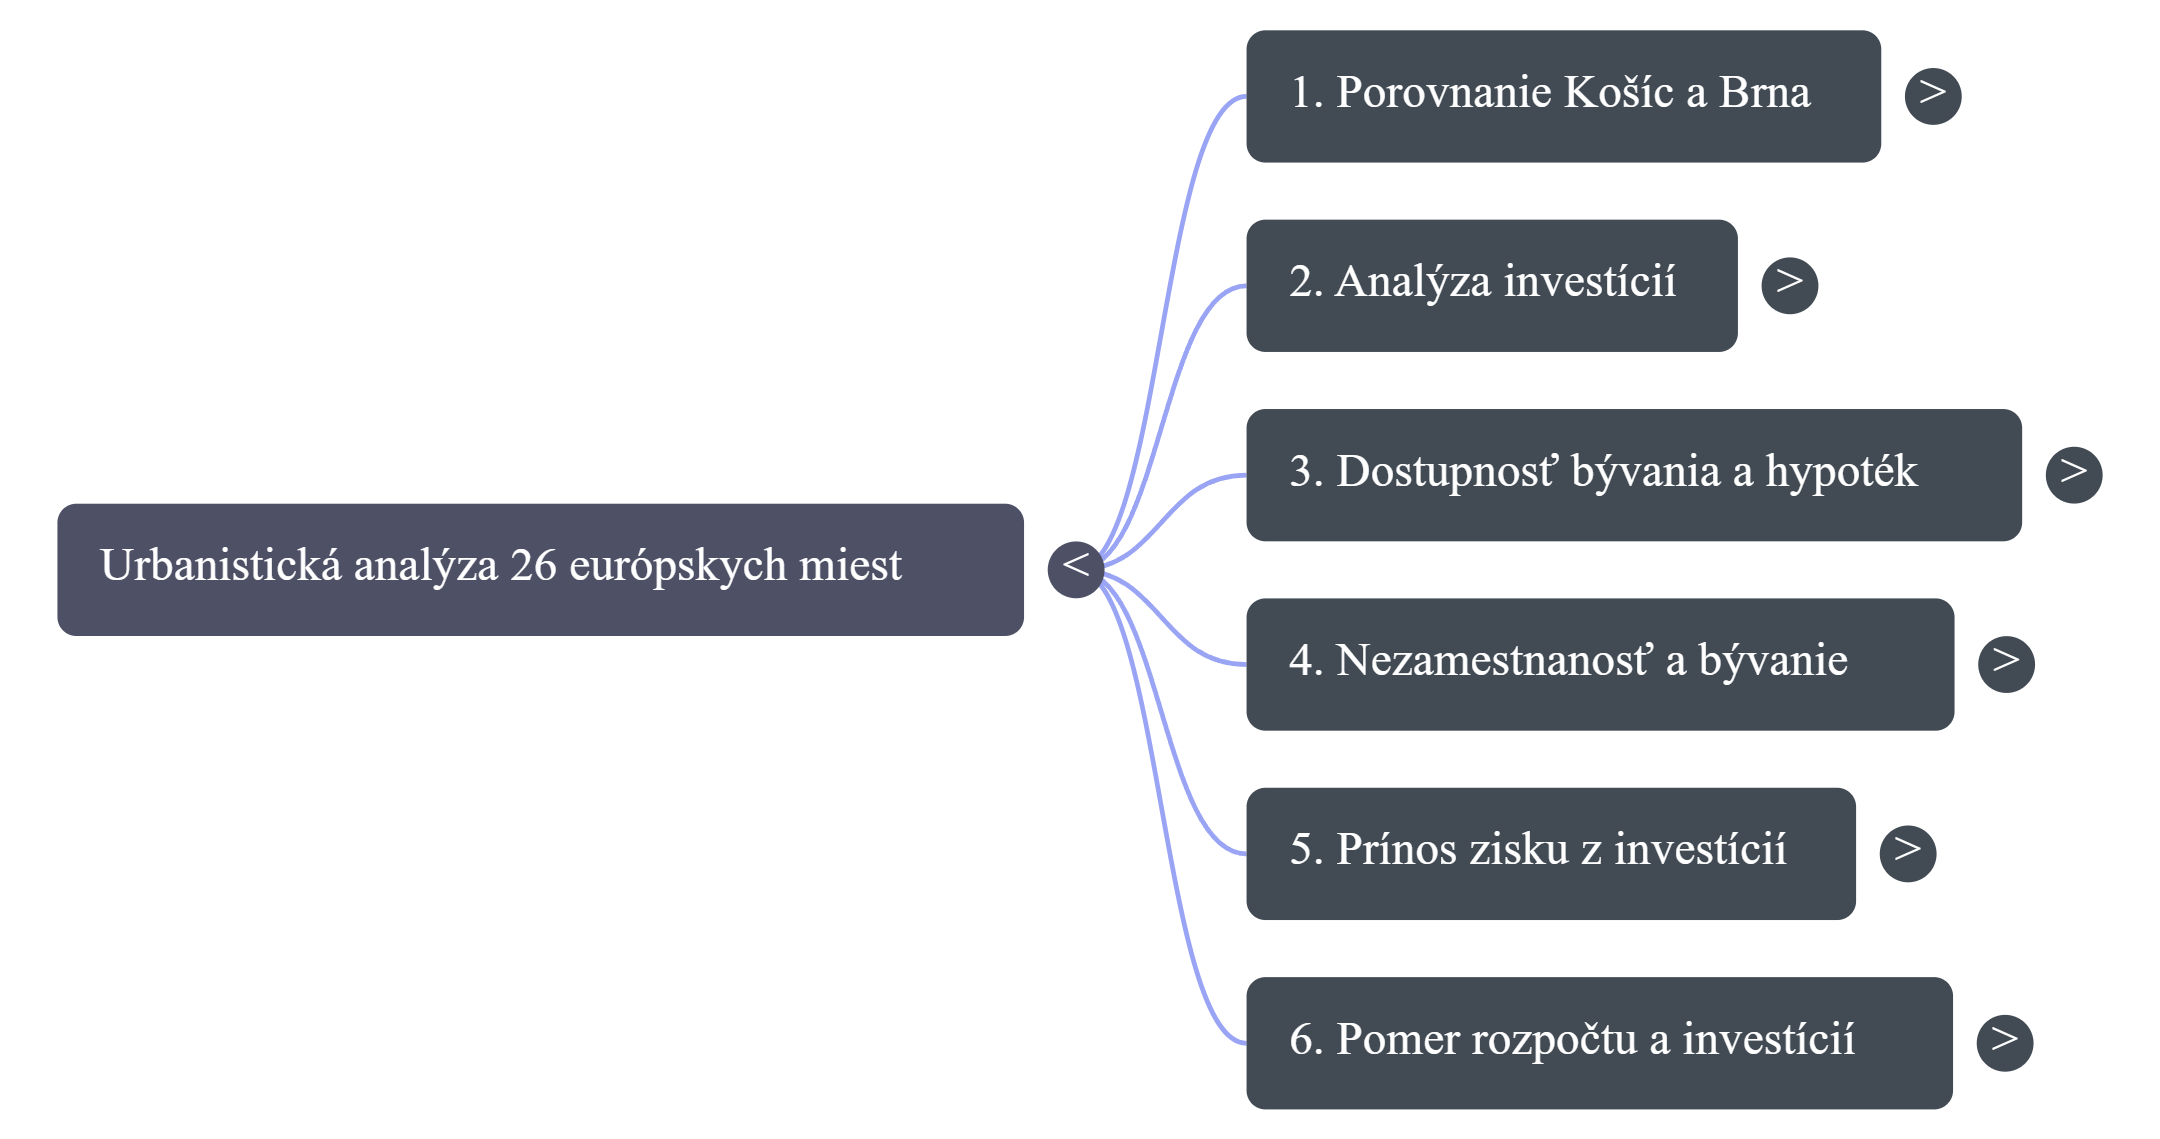 Urbanistická analýza 26 európskych miest
<
1. Porovnanie Košíc a Brna
>
2. Analýza investícií
>
3. Dostupnosť bývania a hypoték
>
4. Nezamestnanosť a bývanie
>
5. Prínos zisku z investícií
>
6. Pomer rozpočtu a investícií
>